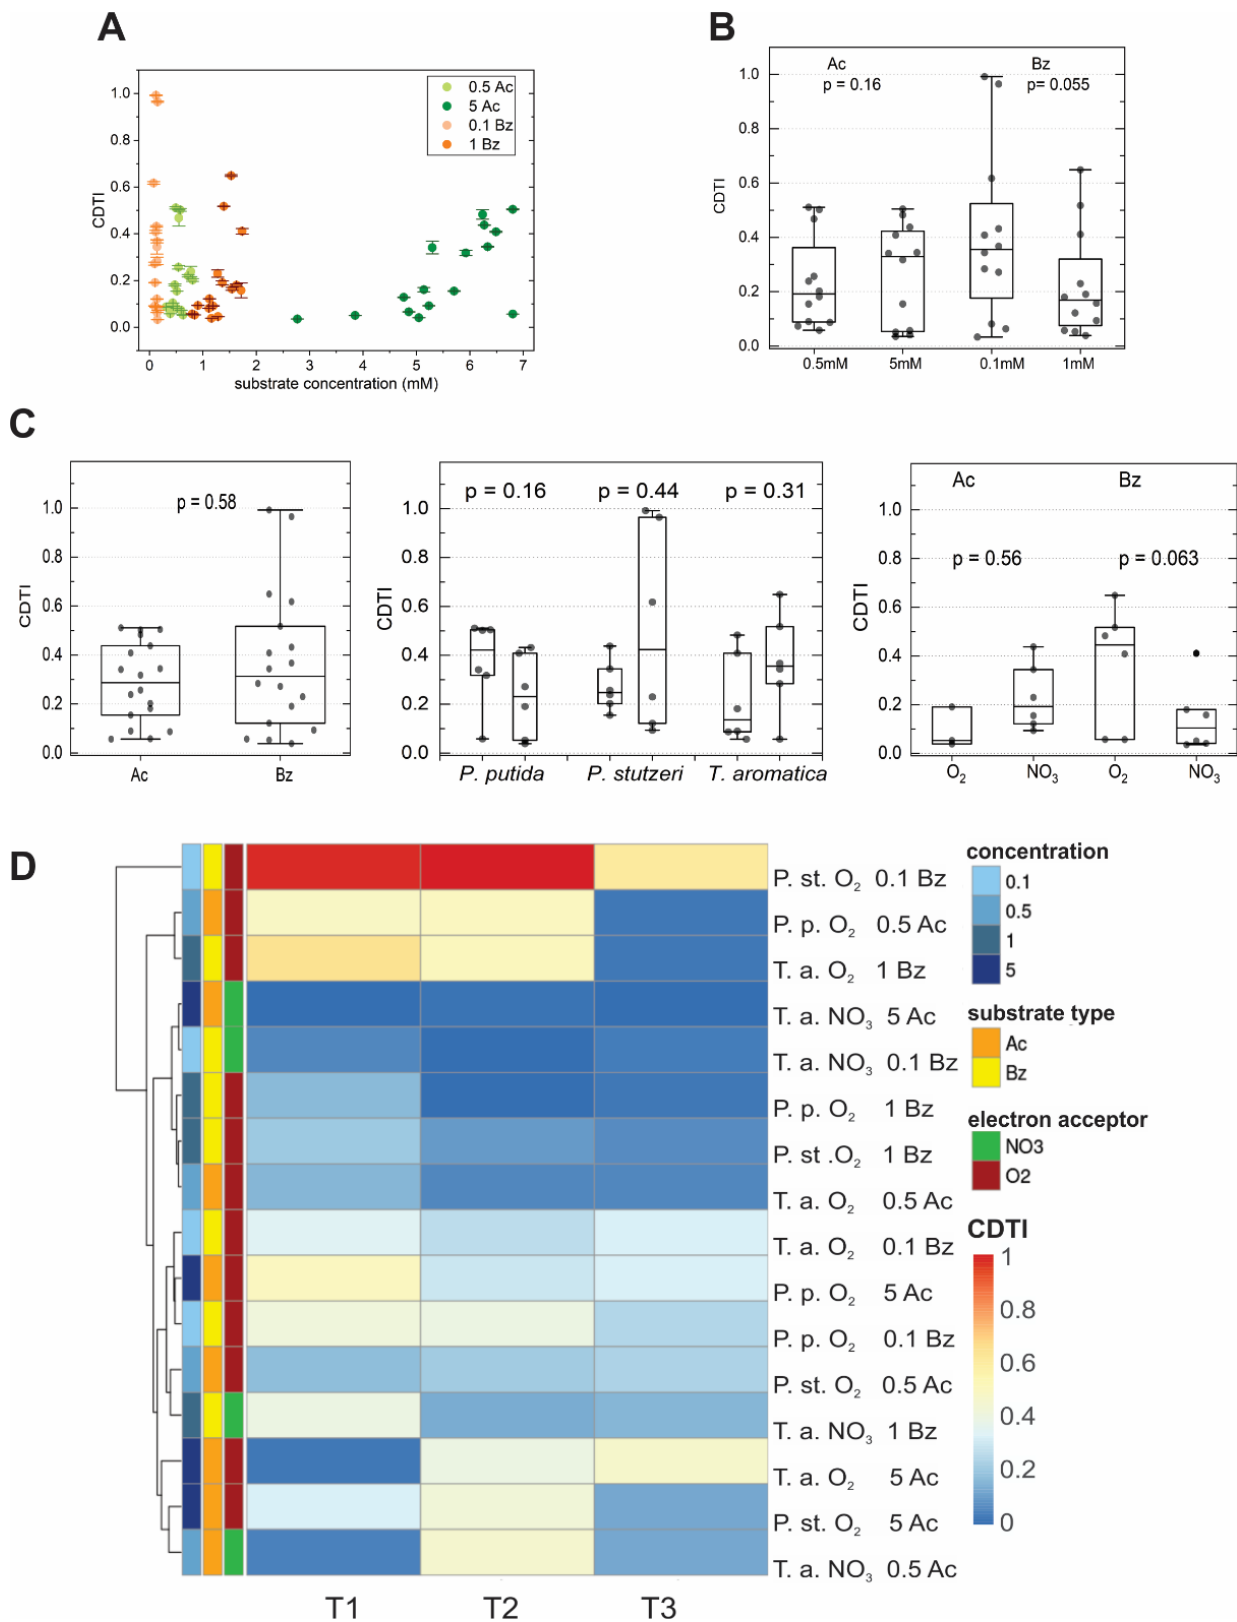 A
CDTI
1.0
0.8
0.6
0.4
0.2
0.0
0.5 Ac
5 Ac
0.1 Bz
1 Bz
0 1 2 3 4 5 6 7
substrate concentration (mM)
B
CDTI
1.0
0.8
0.6
0.4
0.2
0.0
Ac Bz
p = 0.16 p= 0.055
0.5mM 5mM 0.1mM 1mM
C
CDTI
1.0
0.8
0.6
0.4
0.2
0.0
p = 0.58
Ac Bz
CDTI
1.0
0.8
0.6
0.4
0.2
0.0
p = 0.16 p = 0.44 p = 0.31
P. putida P. stutzeri T. aromatica
CDTI
1.0
0.8
0.6
0.4
0.2
0.0
Ac Bz
p = 0.56 p = 0.063
O2 NO3 O2 NO3
D
P. st. O2 0.1 Bz
P. p. O2 0.5 Ac
T. a. O2 1 Bz
T. a. NO3 5 Ac
T. a. NO3 0.1 Bz
P. p. O2 1 Bz
P. st .O2 1 Bz
T. a. O2 0.5 Ac
T. a. O2 0.1 Bz
P. p. O2 5 Ac
P. p. O2 0.1 Bz
P. st. O2 0.5 Ac
T. a. NO3 1 Bz
T. a. O2 5 Ac
P. st. O2 5 Ac
T. a. NO3 0.5 Ac
T1 T2 T3
concentration
0.1
0.5
1
5
substrate type
Ac
Bz
electron acceptor
NO3
O2
CDTI
1
0.8
0.6
0.4
0.2
0